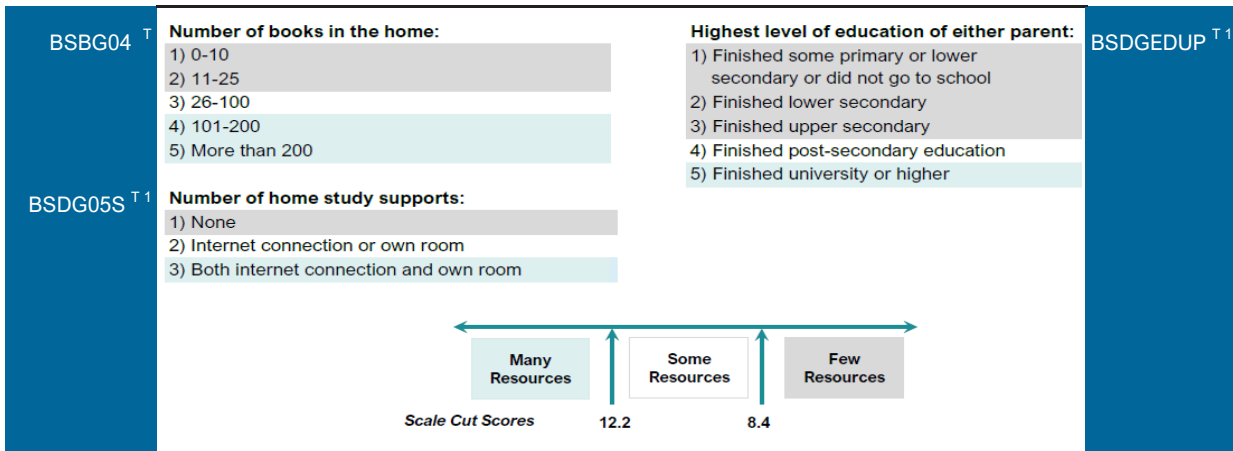 BSBG04 T
Number of books in the home:
1) 0-10
2) 11-25
3) 26-100
4) 101-200
5) More than 200
BSDG05S T 1
Number of home study supports:
1) None
2) Internet connection or own room
3) Both internet connection and own room
Highest level of education of either parent:
1) Finished some primary or lower
secondary or did not go to school
2) Finished lower secondary
3) Finished upper secondary
4) Finished post-secondary education
5) Finished university or higher
BSDGEDUP T 1
Many
Resources
Some
Resources
Few
Resources
Scale Cut Scores 12.2 8.4